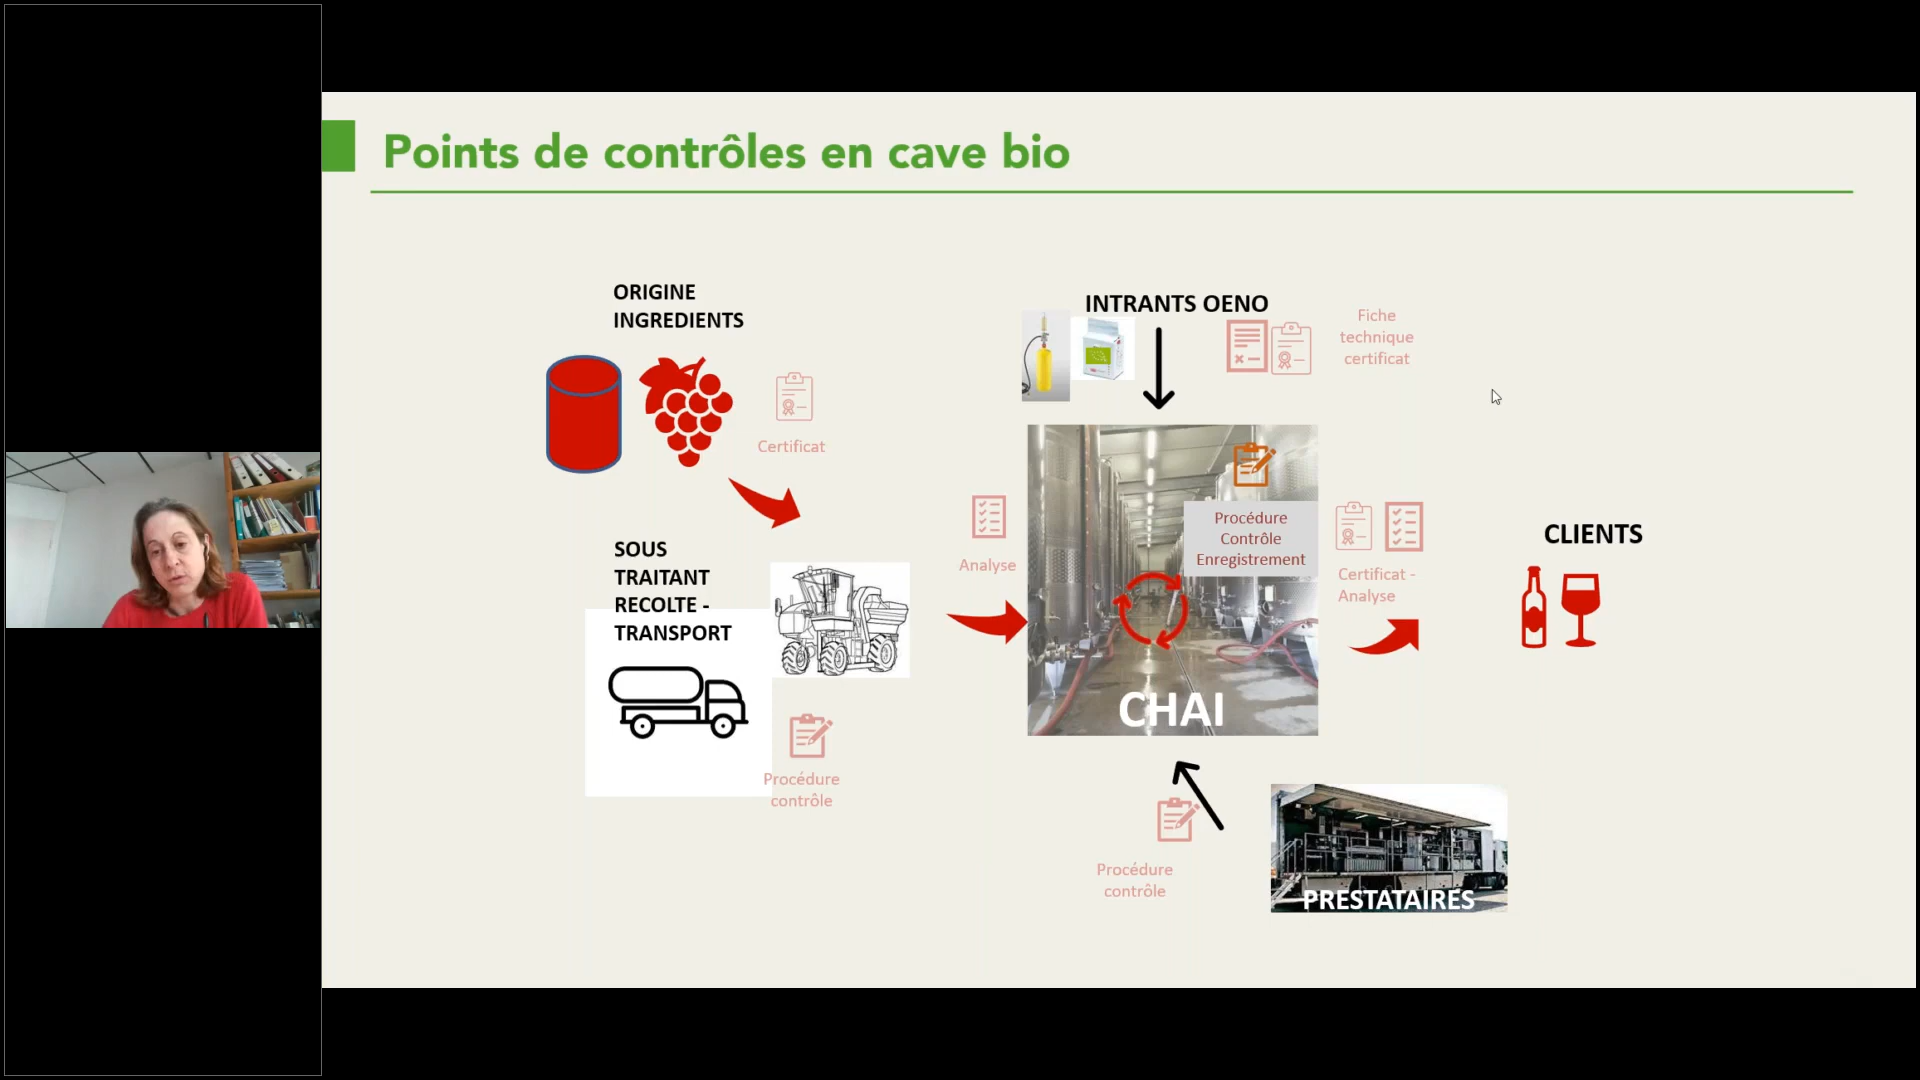 Points de contrôles en cave bio
ORIGINE
INGREDIENTS
Certificat
SOUS
TRAITANT
RECOLTE -
TRANSPORT
Procédure
contrôle
INTRANTS OENO
Fiche
technique
certificat
Analyse
Procédure
Contrôle
Enregistrement
CHAI
Certificat -
Analyse
CLIENTS
Procédure
contrôle
PRESTATAIRES